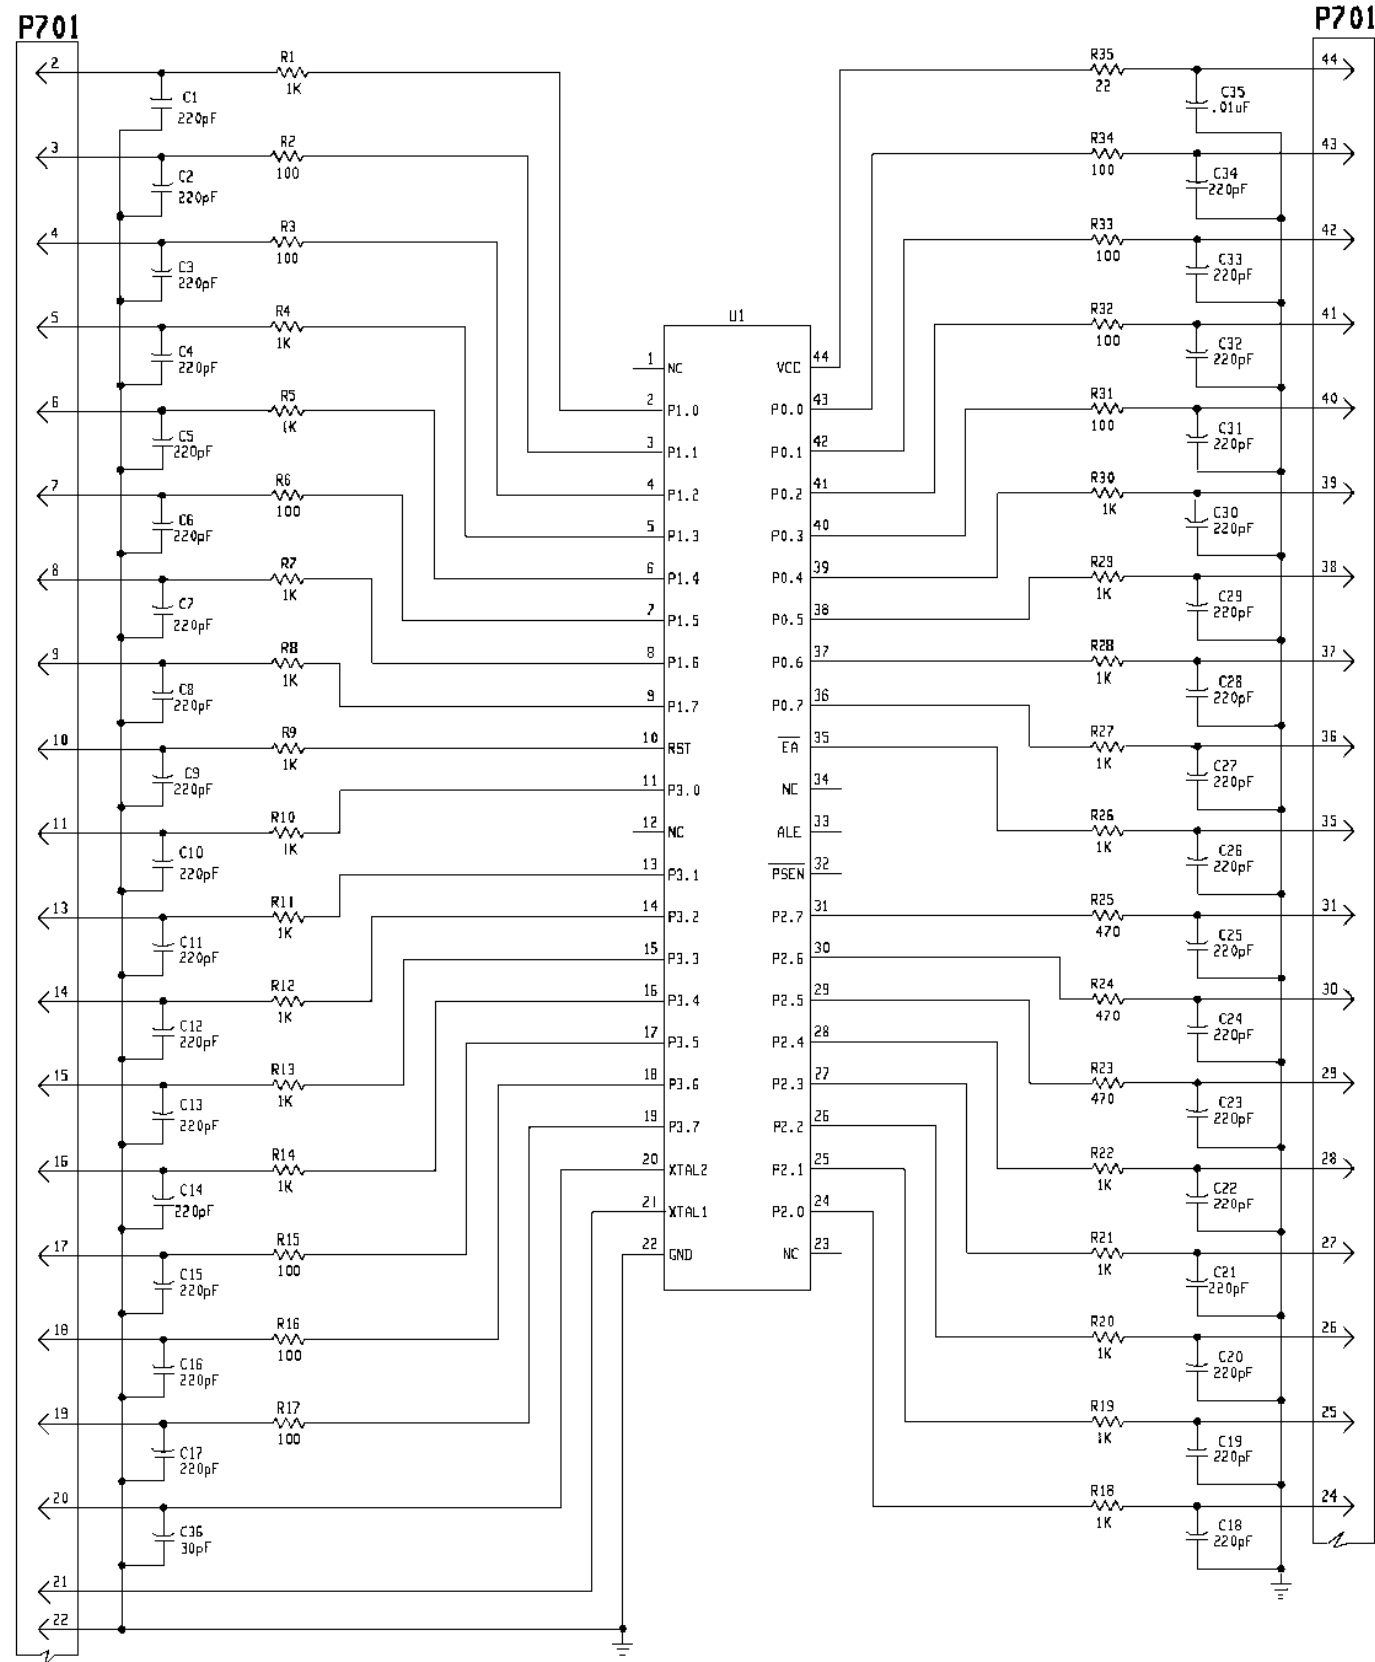 P701
P701
2
R1
1K
C1
220pF
3
R2
100
C2
220pF
4
R3
100
C3
220pF
5
R4
1K
C4
220pF
6
R5
1K
C5
220pF
7
R6
100
C6
220pF
8
R7
1K
C7
220pF
9
R8
1K
C8
220pF
10
R9
1K
C9
220pF
11
R10
1K
C10
220pF
13
R11
1K
C11
220pF
14
R12
1K
C12
220pF
15
R13
1K
C13
220pF
16
R14
1K
C14
220pF
17
R15
100
C15
220pF
18
R16
100
C16
220pF
19
R17
100
C17
220pF
20
C36
30pF
21
22
U1
1 NC
2 P1.0
3 P1.1
4 P1.2
5 P1.3
6 P1.4
7 P1.5
8 P1.6
9 P1.7
10 RST
11 P3.0
12 NC
13 P3.1
14 P3.2
15 P3.3
16 P3.4
17 P3.5
18 P3.6
19 P3.7
20 XTAL2
21 XTAL1
22 GND
VCC 44
P0.0 43
P0.1 42
P0.2 41
P0.3 40
P0.4 39
P0.5 38
P0.6 37
P0.7 36
EA 35
NC 34
ALE 33
PSEN 32
P2.7 31
P2.6 30
P2.5 29
P2.4 28
P2.3 27
P2.2 26
P2.1 25
P2.0 24
NC 23
R35
22
44
C35
.01uF
R34
100
43
C34
220pF
R33
100
42
C33
220pF
R32
100
41
C32
220pF
R31
100
40
C31
220pF
R30
1K
39
C30
220pF
R29
1K
38
C29
220pF
R28
1K
37
C28
220pF
R27
1K
36
C27
220pF
R26
1K
35
C26
220pF
R25
470
31
C25
220pF
R24
470
30
C24
220pF
R23
470
29
C23
220pF
R22
1K
28
C22
220pF
R21
1K
27
C21
220pF
R20
1K
26
C20
220pF
R19
1K
25
C19
220pF
R18
1K
24
C18
220pF